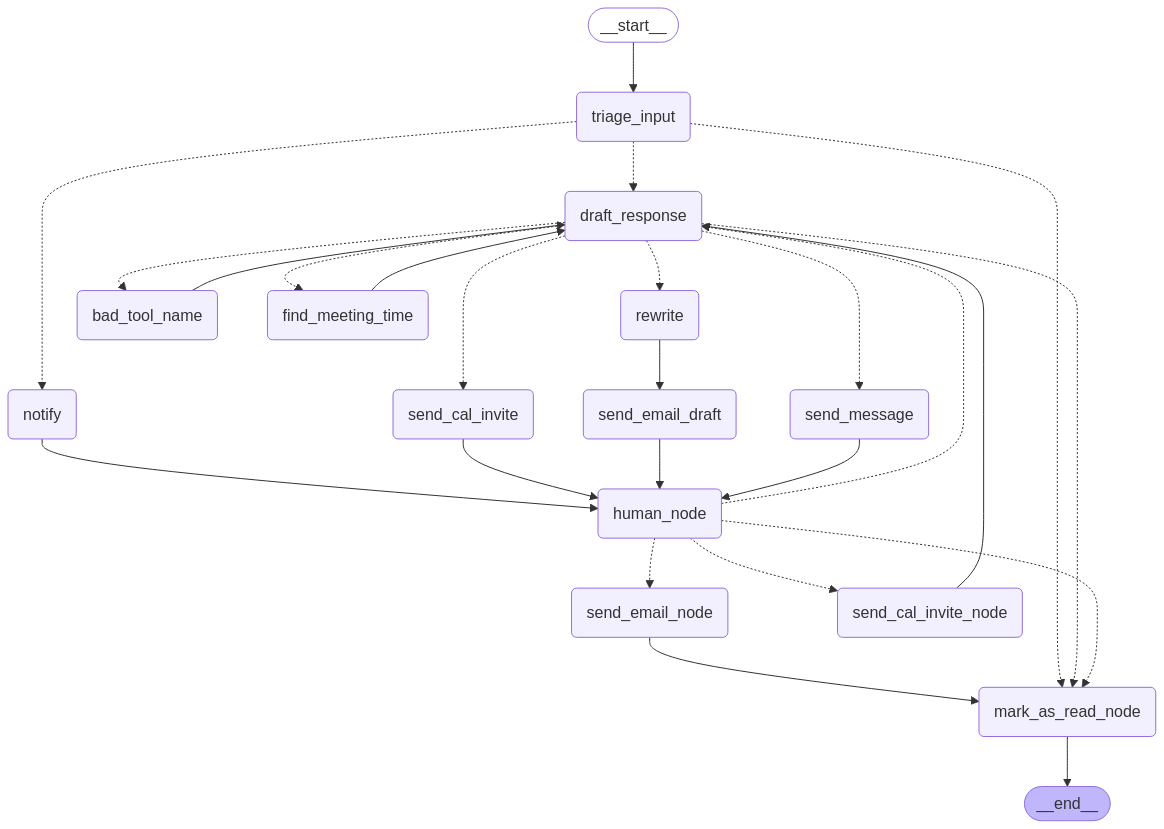 __start__
triage_input
draft_response
bad_tool_name
find_meeting_time
rewrite
notify
send_cal_invite
send_email_draft
send_message
human_node
send_email_node
send_cal_invite_node
mark_as_read_node
__end__